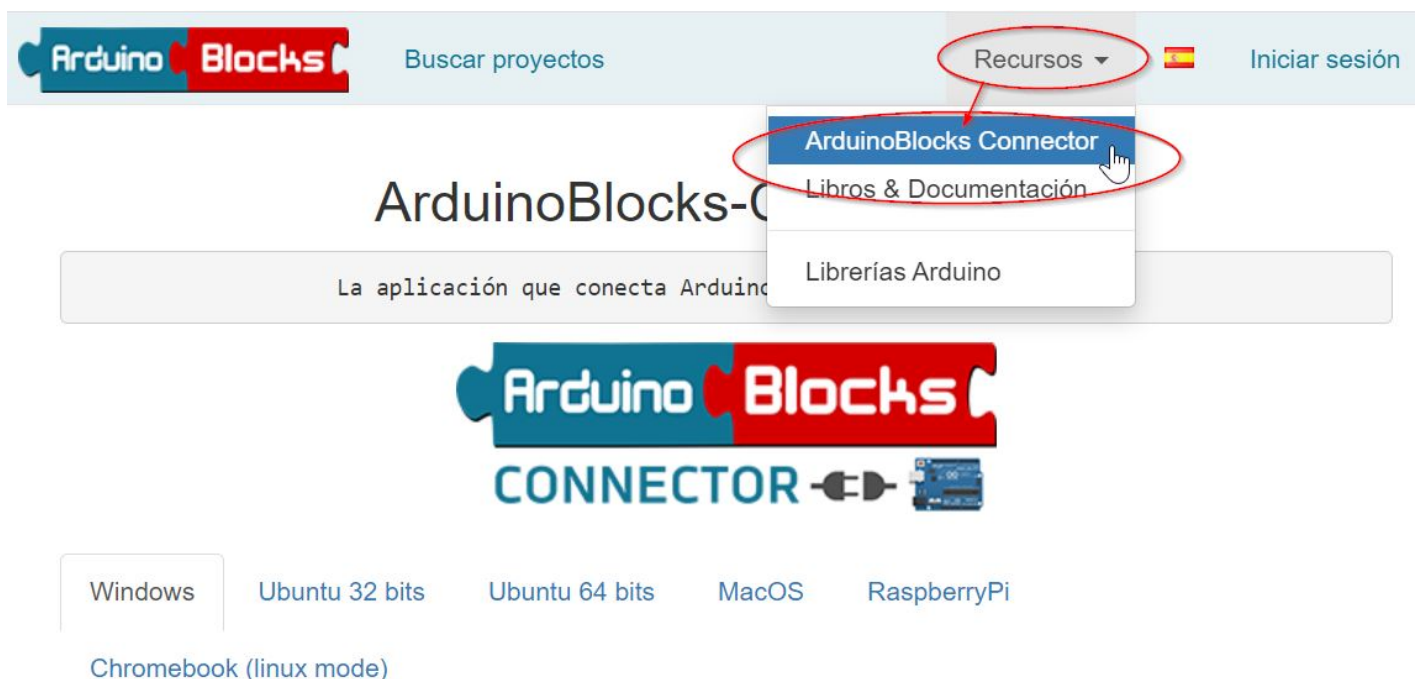 Arduino Blocks
Buscar proyectos
Recursos
Iniciar sesión
ArduinoBlocks Connector
Libros & Documentación
Librerías Arduino
ArduinoBlocks-
La aplicación que conecta
Arduino Blocks
CONNECTOR
Windows
Ubuntu 32 bits
Ubuntu 64 bits
MacOS
RaspberryPi
Chromebook (linux mode)